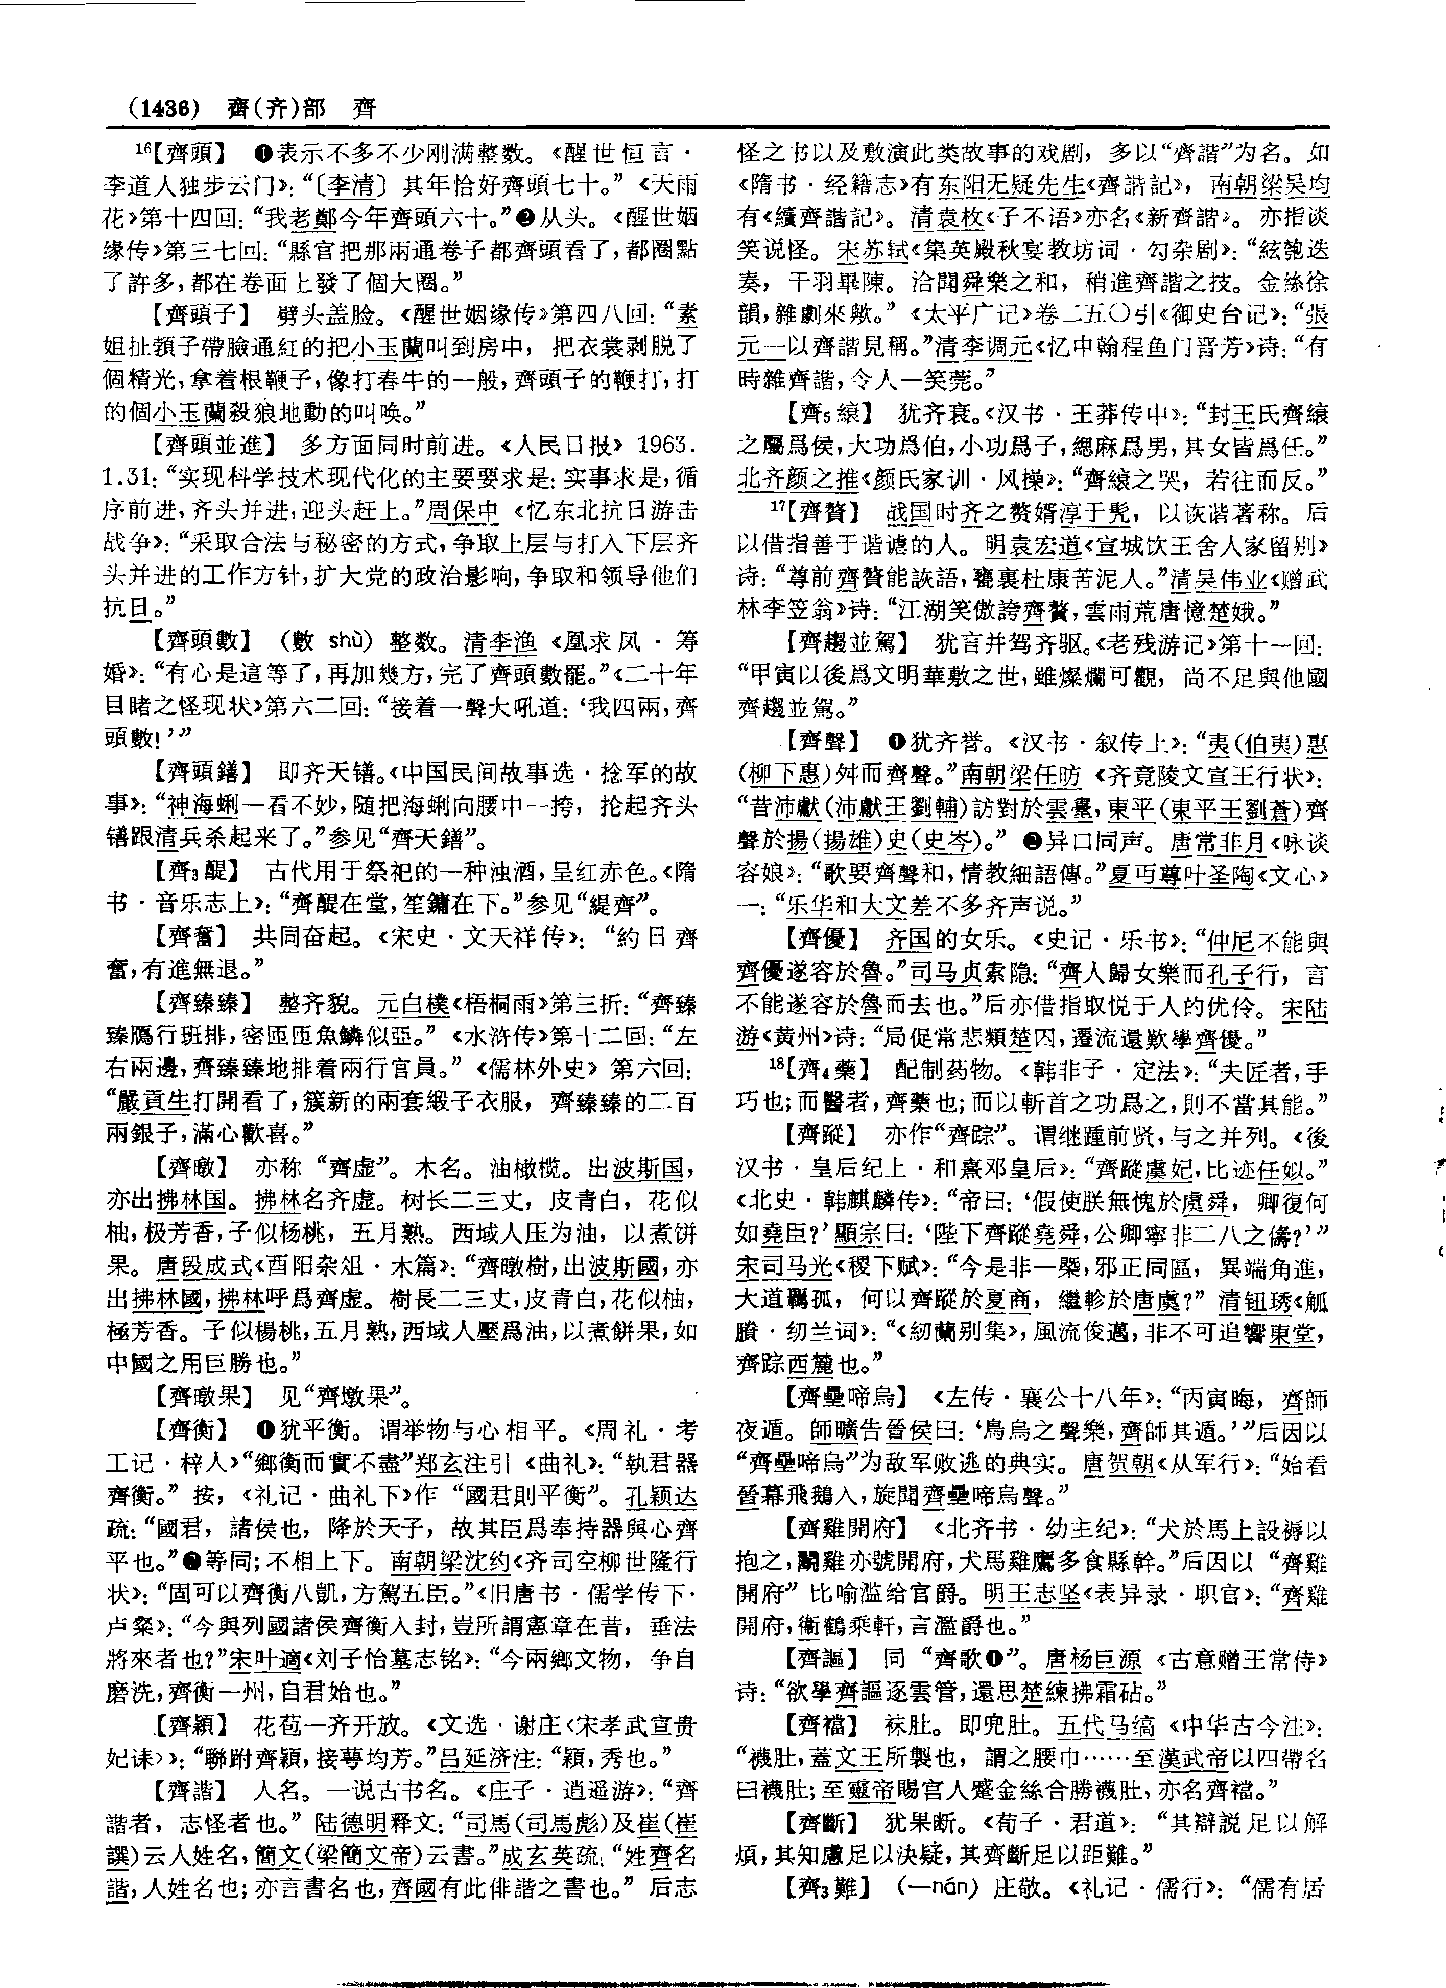 (1436) 齊(齐)部 齊
16【齊頭】 ❶表示不多不少刚满整数。《醒世恒言·
李道人独步云门》：“〔李清〕其年恰好齊頭七十。”《天雨
花》第十四回：“我老鄭今年齊頭六十。”❷从头。《醒世姻
缘传》第三七回：“縣官把那兩通卷子都齊頭看了，都圈點
了許多，都在卷面上發了個大圈。”
【齊頭子】 劈头盖脸。《醒世姻缘传》第四八回：“素
姐扯頟子帶臉通紅的把小玉蘭叫到房中，把衣裳剥脱了
個精光，拿着根鞭子，像打春牛的一般，齊頭子的鞭打，打
的個小玉蘭殺狼地動的叫唤。”
【齊頭並進】 多方面同时前进。《人民日报》1963.
1.31：“实现科学技术现代化的主要要求是：实事求是，循
序前进，齐头并进，迎头赶上。”周保中《忆东北抗日游击
战争》：“采取合法与秘密的方式，争取上层与打入下层齐
头并进的工作方针，扩大党的政治影响，争取和领导他们
抗日。”
【齊頭數】 (數 shù) 整数。清李渔《凰求凤·筹
婚》：“有心是這等了，再加幾方，完了齊頭數罷。”《二十年
目睹之怪现状》第六二回：“接着一聲大吼道：‘我四兩，齊
頭數！’”
【齊頭鐥】 即齐天镨。《中国民间故事选·捻军的故
事》：“神海蜊一看不妙，随把海蜊向腰中一挎，抡起齐头
镨跟清兵杀起来了。”参见“齊天鐥”。
【齊3醍】 古代用于祭祀的一种浊酒，呈红赤色。《隋
书·音乐志上》：“齊醍在堂，笙鏞在下。”参见“緹齊”。
【齊奮】 共同奋起。《宋史·文天祥传》：“約日齊
奮，有進無退。”
【齊臻臻】 整齐貌。元白樸《梧桐雨》第三折：“齊臻
臻鴈行班排，密匝匝魚鱗似亞。”《水浒传》第十二回：“左
右兩邊，齊臻臻地排着兩行官員。”《儒林外史》第六回：
“嚴貢生打開看了，簇新的兩套緞子衣服，齊臻臻的二百
兩銀子，滿心歡喜。”
【齊暾】 亦称“齊虚”。木名。油橄榄。出波斯国，
亦出拂林国。拂林名齐虚。树长二三丈，皮青白，花似
柚，极芳香，子似杨桃，五月熟。西域人压为油，以煮饼
果。唐段成式《酉阳杂俎·木篇》：“齊暾樹，出波斯國，亦
出拂林國，拂林呼爲齊虚。樹長二三丈，皮青白，花似柚，
極芳香。子似楊桃，五月熟，西域人壓爲油，以煮餅果，如
中國之用巨勝也。”
【齊暾果】 见“齊墩果”。
【齊衡】 ❶犹平衡。谓举物与心相平。《周礼·考
工记·梓人》“鄉衡而實不盡”郑玄注引《曲礼》：“執君器
齊衡。”按，《礼记·曲礼下》作“國君則平衡”。孔颖达
疏：“國君，諸侯也，降於天子，故其臣爲奉持器與心齊
平也。”❷等同；不相上下。南朝梁沈约《齐司空柳世隆行
状》：“固可以齊衡八凱，方駕五臣。”《旧唐书·儒学传下·
卢粲》：“今與列國諸侯齊衡入封，豈所謂憲章在昔，垂法
將來者也？”宋叶適《刘子怡墓志铭》：“今兩鄉文物，争自
磨洗，齊衡一州，自君始也。”
【齊穎】 花苞一齐开放。《文选·谢庄〈宋孝武宣贵
妃诔〉》：“聯跗齊穎，接萼均芳。”吕延济注：“穎，秀也。”
【齊諧】 人名。一说古书名。《庄子·逍遥游》：“齊
諧者，志怪者也。”陆德明释文：“司馬(司馬彪)及崔(崔
譔)云人姓名，簡文(梁簡文帝)云書。”成玄英疏：“姓齊名
諧，人姓名也；亦言書名也，齊國有此俳諧之書也。”后志
怪之书以及敷演此类故事的戏剧，多以“齊諧”为名。如
《隋书·经籍志》有东阳无疑先生《齊諧記》，南朝梁吴均
有《續齊諧記》。清袁枚《子不语》亦名《新齊諧》。亦指谈
笑说怪。宋苏轼《集英殿秋宴教坊词·勾杂剧》：“絃匏迭
奏，干羽畢陳。洽聞舜樂之和，稍進齊諧之技。金絲徐
韻，雜劇來歟。”《太平广记》卷二五〇引《御史台记》：“張
元一以齊諧見稱。”清李调元《忆中翰程鱼门晋芳》诗：“有
時雜齊諧，令人一笑莞。”
【齊5縗】 犹齐衰。《汉书·王莽传中》：“封王氏齊縗
之屬爲侯，大功爲伯，小功爲子，緦麻爲男，其女皆爲任。”
北齐颜之推《颜氏家训·风操》：“齊縗之哭，若往而反。”
17【齊贅】 战国时齐之赘婿淳于髡，以诙谐著称。后
以借指善于谐谑的人。明袁宏道《宣城饮王舍人家留别》
诗：“尊前齊贅能詼語，甕裏杜康苦泥人。”清吴伟业《赠武
林李笠翁》诗：“江湖笑傲誇齊贅，雲雨荒唐憶楚娥。”
【齊趨並駕】 犹言并驾齐驱。《老残游记》第十一回：
“甲寅以後爲文明華敷之世，雖燦爛可觀，尚不足與他國
齊趨並駕。”
【齊聲】 ❶犹齐誉。《汉书·叙传上》：“夷(伯夷)惠
(柳下惠)舛而齊聲。”南朝梁任昉《齐竟陵文宣王行状》：
“昔沛獻(沛獻王劉輔)訪對於雲臺，東平(東平王劉蒼)齊
聲於揚(揚雄)史(史岑)。”❷异口同声。唐常非月《咏谈
容娘》：“歌要齊聲和，情教細語傳。”夏丏尊叶圣陶《文心》
一：“乐华和大文差不多齐声说。”
【齊優】 齐国的女乐。《史记·乐书》：“仲尼不能與
齊優遂容於魯。”司马贞索隐：“齊人歸女樂而孔子行，言
不能遂容於魯而去也。”后亦借指取悦于人的优伶。宋陆
游《黄州》诗：“局促常悲類楚囚，遷流還歎學齊優。”
18【齊4藥】 配制药物。《韩非子·定法》：“夫匠者，手
巧也；而醫者，齊藥也；而以斬首之功爲之，則不當其能。”
【齊蹤】 亦作“齊踪”。谓继踵前贤，与之并列。《後
汉书·皇后纪上·和熹邓皇后》：“齊蹤虞妃，比迹任姒。”
《北史·韩麒麟传》：“帝曰：‘假使朕無愧於虞舜，卿復何
如堯臣？’顯宗曰：‘陛下齊蹤堯舜，公卿寧非二八之儔？’”
宋司马光《稷下赋》：“今是非一槩，邪正同區，異端角進，
大道羈孤，何以齊蹤於夏商，繼軫於唐虞？”清钮琇《觚
賸·纫兰词》：“《紉蘭别集》，風流俊邁，非不可追響東堂，
齊踪西麓也。”
【齊壘啼烏】 《左传·襄公十八年》：“丙寅晦，齊師
夜遁。師曠告晉侯曰：‘鳥烏之聲樂，齊師其遁。’”后因以
“齊壘啼烏”为敌军败逃的典实。唐贺朝《从军行》：“始看
晉幕飛鵝入，旋聞齊壘啼烏聲。”
【齊雞開府】 《北齐书·幼主纪》：“犬於馬上設褥以
抱之，鬭雞亦號開府，犬馬雞鷹多食縣幹。”后因以“齊雞
開府”比喻滥给官爵。明王志坚《表异录·职官》：“齊雞
開府，衞鶴乘軒，言濫爵也。”
【齊謳】 同“齊歌❶”。唐杨巨源《古意赠王常侍》
诗：“欲學齊謳逐雲管，還思楚練拂霜砧。”
【齊襠】 袜肚。即兜肚。五代马缟《中华古今注》：
“襪肚，蓋文王所製也，謂之腰巾……至漢武帝以四帶名
曰襪肚；至靈帝賜宫人蹙金絲合勝襪肚，亦名齊襠。”
【齊斷】 犹果断。《荀子·君道》：“其辯説足以解
煩，其知慮足以決疑，其齊斷足以距難。”
【齊3難】 (—nán) 庄敬。《礼记·儒行》：“儒有居